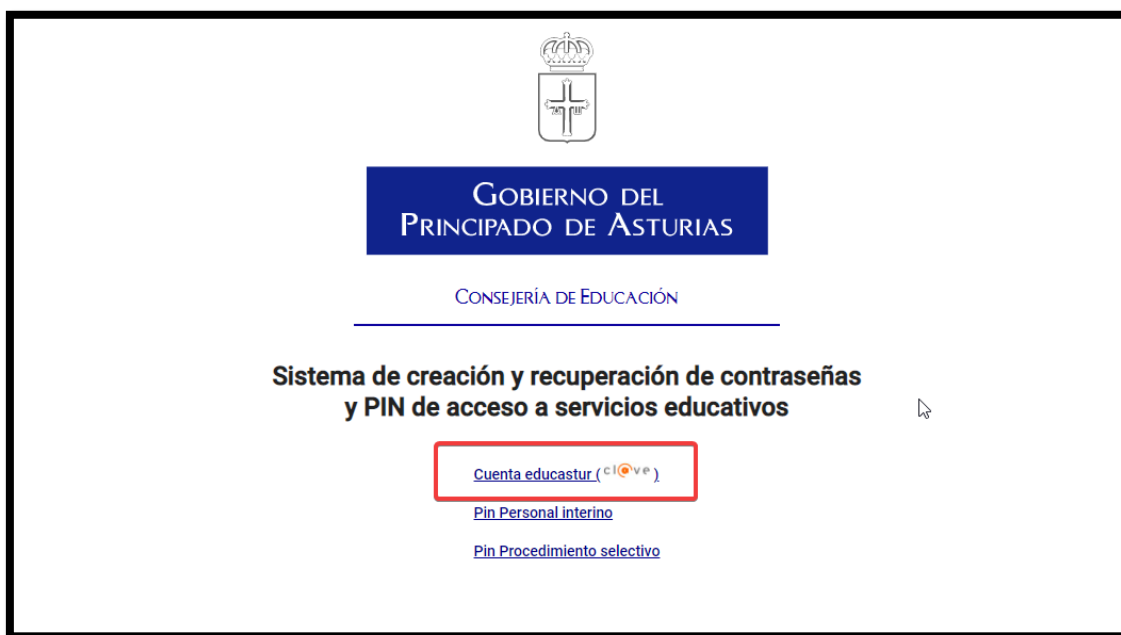 GOBIERNO DEL
PRINCIPADO DE ASTURIAS
CONSEJERÍA DE EDUCACIÓN
Sistema de creación y recuperación de contraseñas
y PIN de acceso a servicios educativos
Cuenta educastur (cl@ve)
Pin Personal interino
Pin Procedimiento selectivo